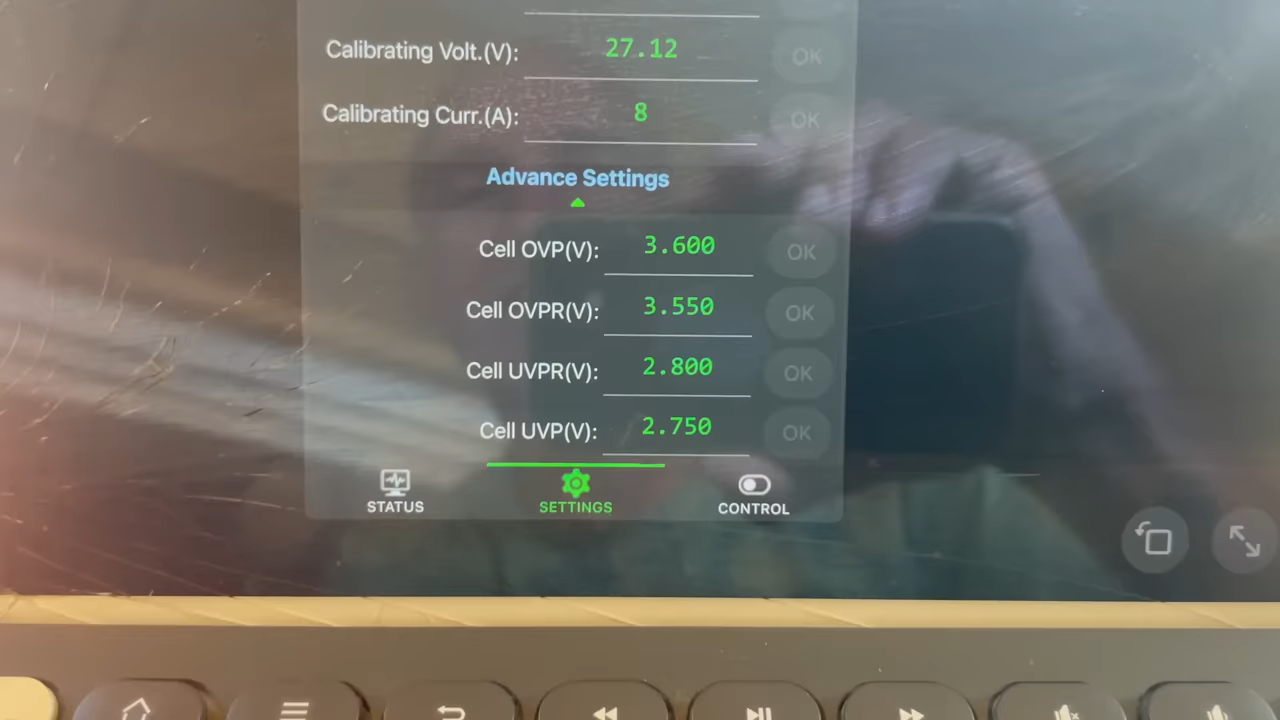 Calibrating Volt.(V): 27.12 OK
Calibrating Curr.(A): 8 OK
Advance Settings
Cell OVP(V): 3.600 OK
Cell OVPR(V): 3.550 OK
Cell UVPR(V): 2.800 OK
Cell UVP(V): 2.750 OK
STATUS SETTINGS CONTROL